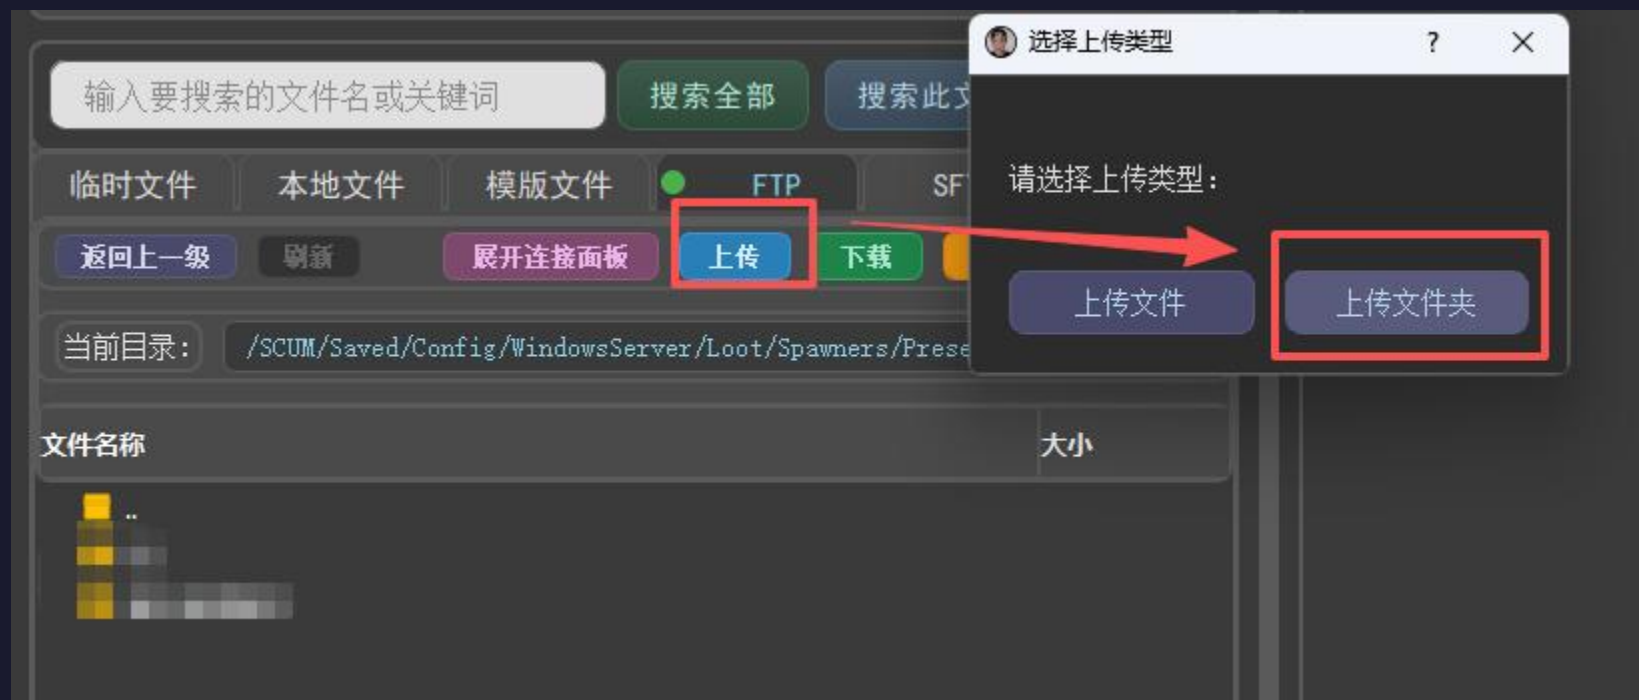 选择上传类型
?
输入要搜索的文件名或关键词
搜索全部
搜索此
请选择上传类型：
临时文件
本地文件
模版文件
FTP
SF
返回上一级
刷新
展开连接面板
上传
下载
上传文件
上传文件夹
当前目录：
/SCUM/Saved/Config/WindowsServer/Loot/Spawners/Prese
文件名称
大小
..